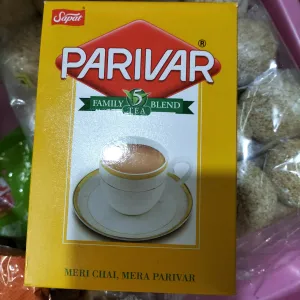 Sapat
PARIVAR®
FAMILY 5 BLEND
TEA
MERI CHAI, MERA PARIVAR